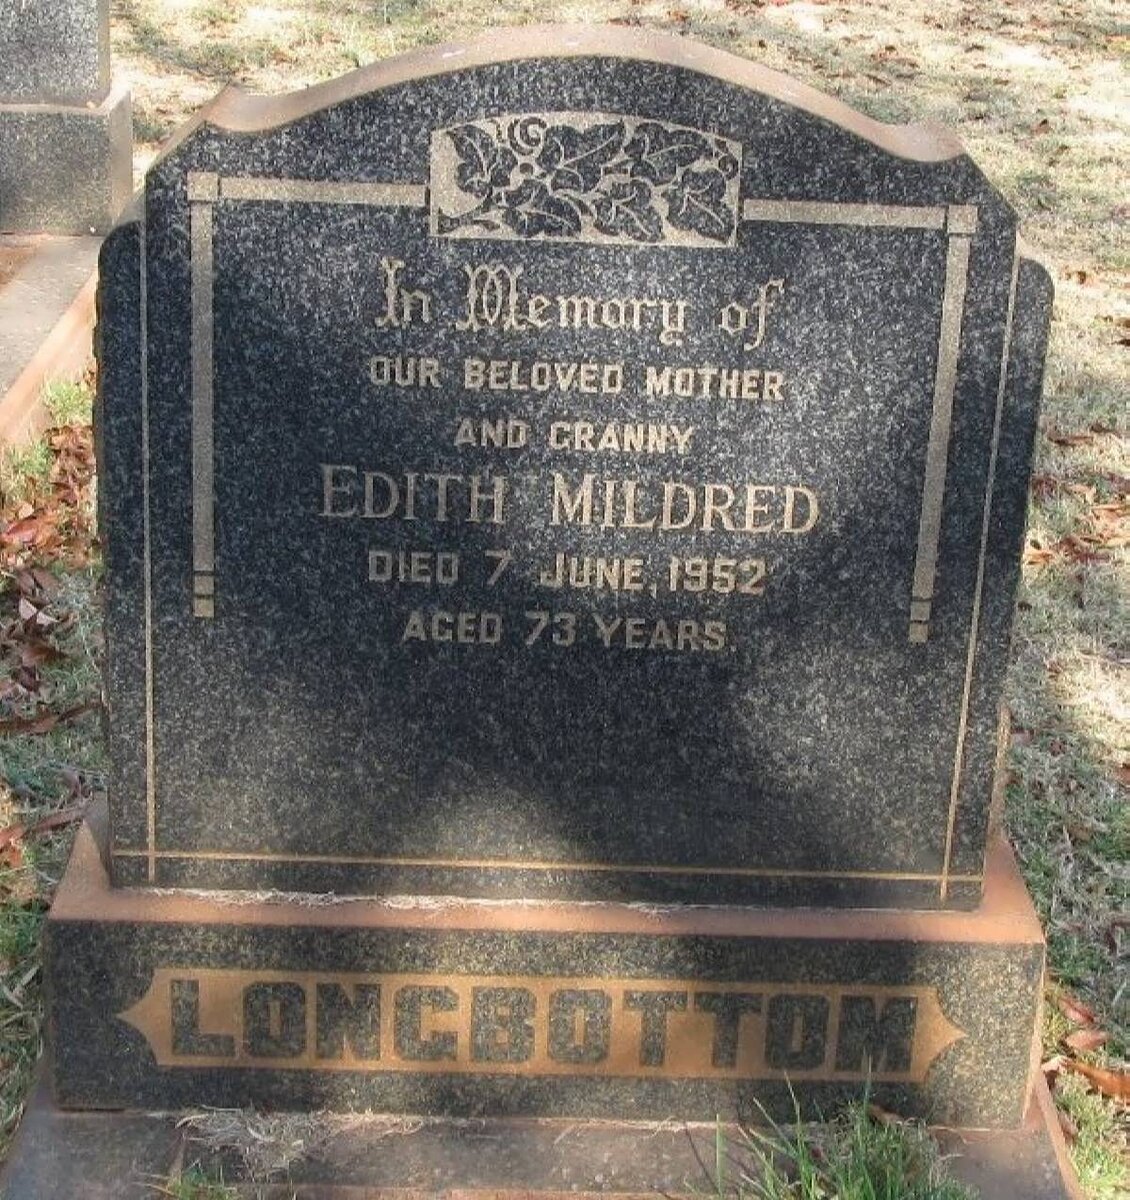 In Memory of
OUR BELOVED MOTHER
AND GRANNY
EDITH MILDRED
DIED 7 JUNE, 1952
AGED 73 YEARS.
LONGBOTTOM